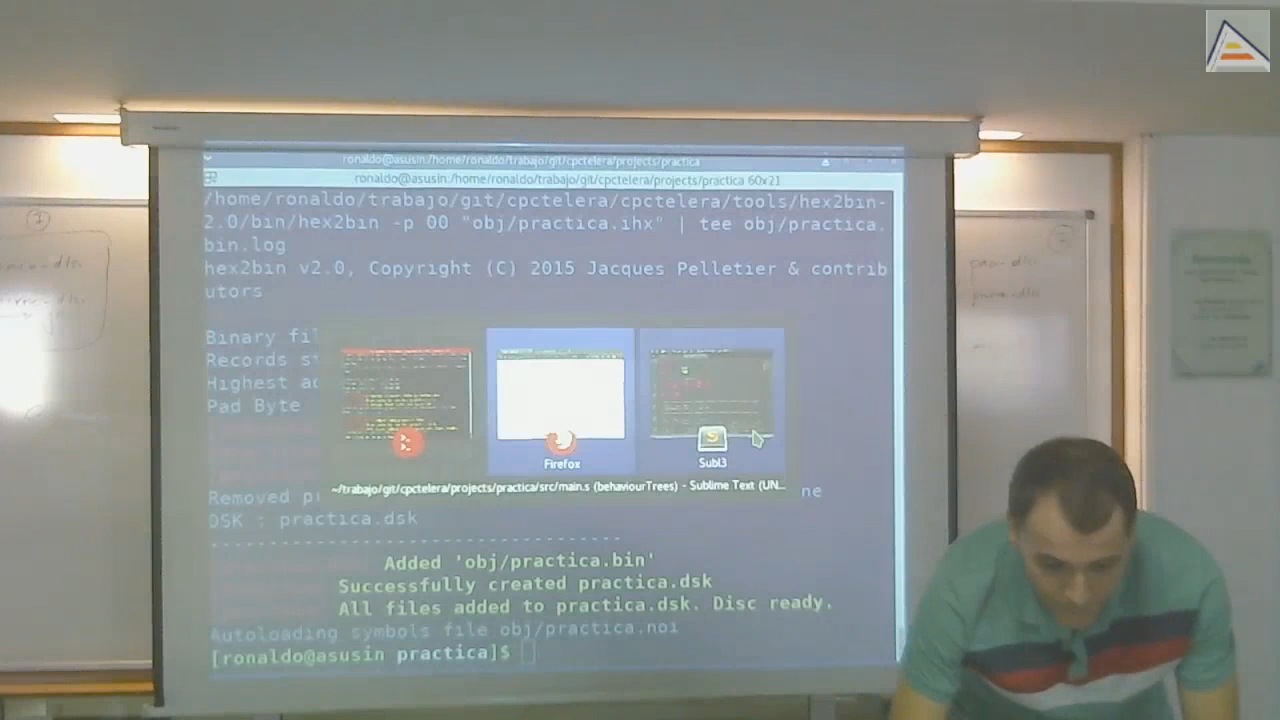 ronaldo@asusin:/home/ronaldo/trabajo/git/cpctelera/projects/practica
ronaldo@asusin:/home/ronaldo/trabajo/git/cpctelera/projects/practica 60x21
/home/ronaldo/trabajo/git/cpctelera/cpctelera/tools/hex2bin-
2.0/bin/hex2bin -p 00 "obj/practica.ihx" | tee obj/practica.
bin.log
hex2bin v2.0, Copyright (C) 2015 Jacques Pelletier & contrib
utors
Binary fil
Records st
Highest ad
Pad Byte
Firefox
Subl3
~/trabajo/git/cpctelera/projects/practica/src/main.s (behaviourTrees) - Sublime Text (UN...
Removed pr ne
DSK : practica.dsk
Added 'obj/practica.bin'
Successfully created practica.dsk
All files added to practica.dsk. Disc ready.
Autoloading symbols file obj/practica.noi
[ronaldo@asusin practica]$